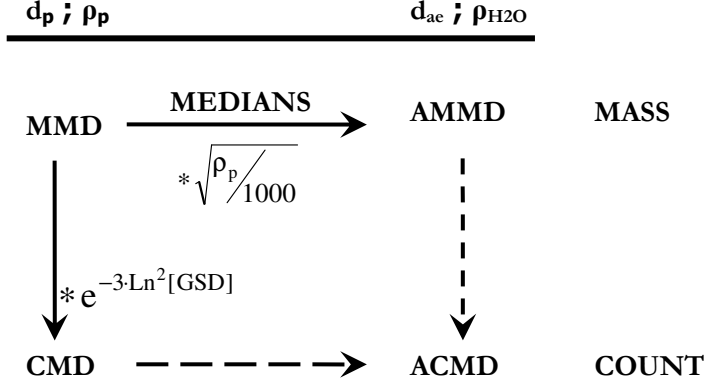 dₚ ; ρₚ dₐₑ ; ρH2O
MEDIANS
MMD AMMD MASS
*√ρₚ/1000
* e^−3·Ln²[GSD]
CMD ACMD COUNT